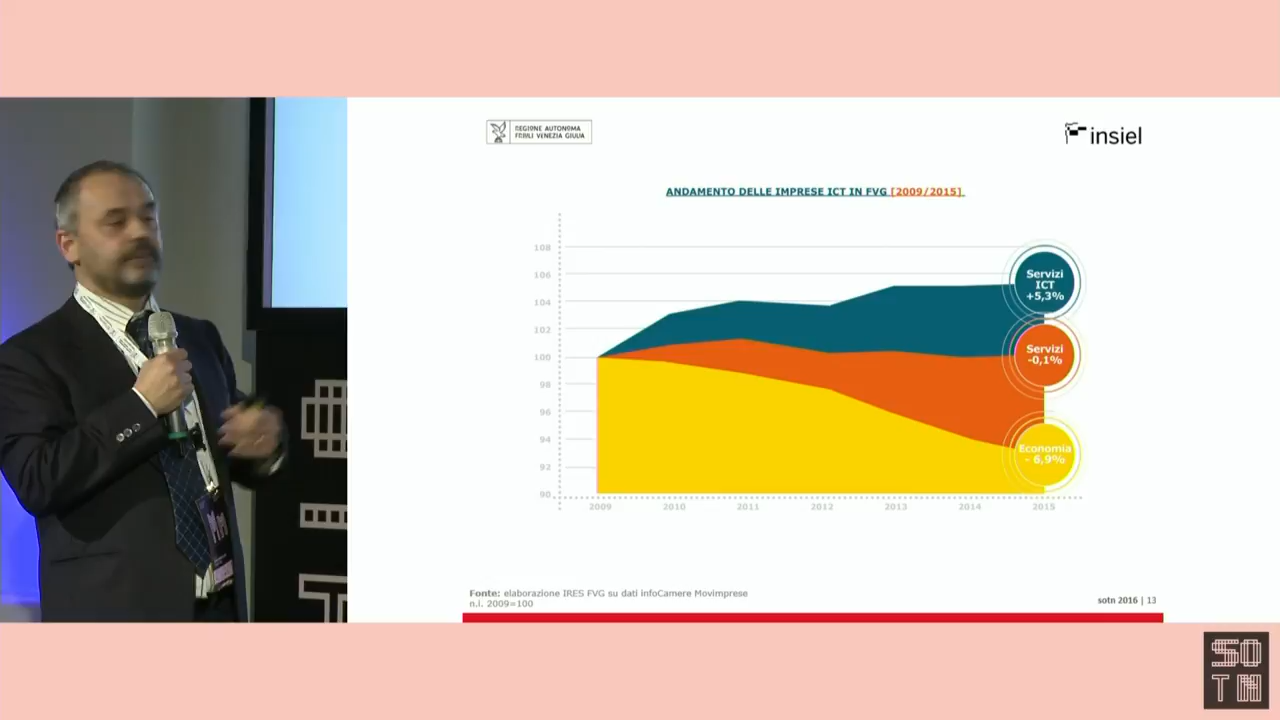 REGIONE AUTONOMA
FRIULI VENEZIA GIULIA
insiel
ANDAMENTO DELLE IMPRESE ICT IN FVG [2009/2015]
108
106
104
102
100
98
96
94
92
90
Servizi
ICT
+5,3%
Servizi
-0,1%
Economia
- 6,9%
2009 2010 2011 2012 2013 2014 2015
Fonte: elaborazione IRES FVG su dati infoCamere Movimprese
n.i. 2009=100
sotn 2016 | 13
SO
TN